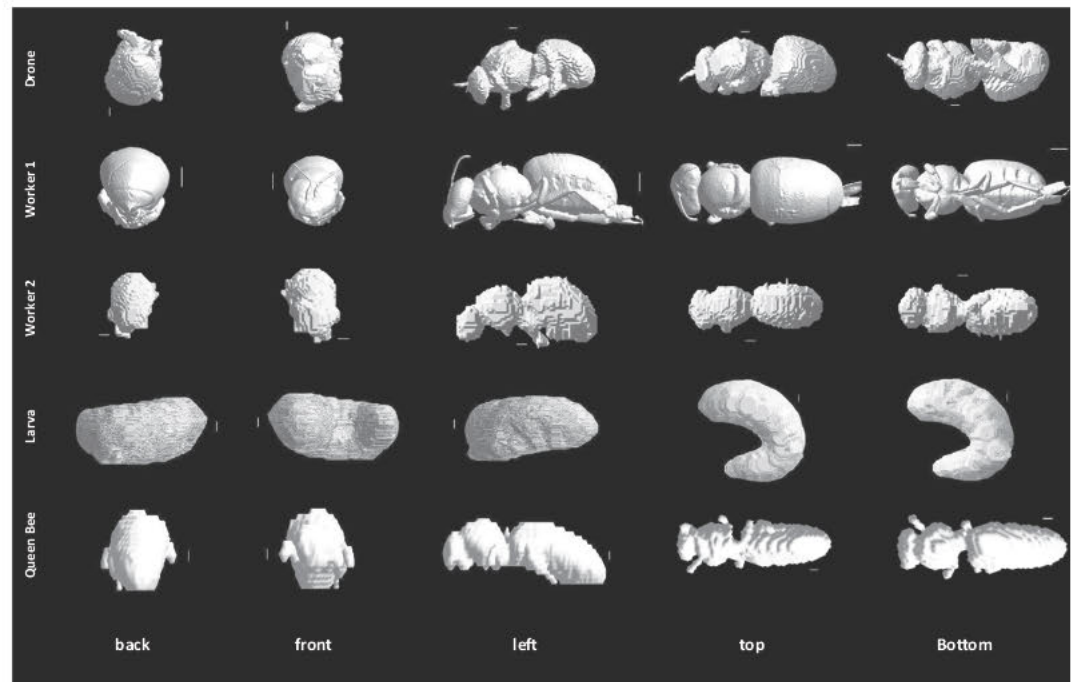 Drone
Worker 1
Worker 2
Larva
Queen Bee
back front left top Bottom